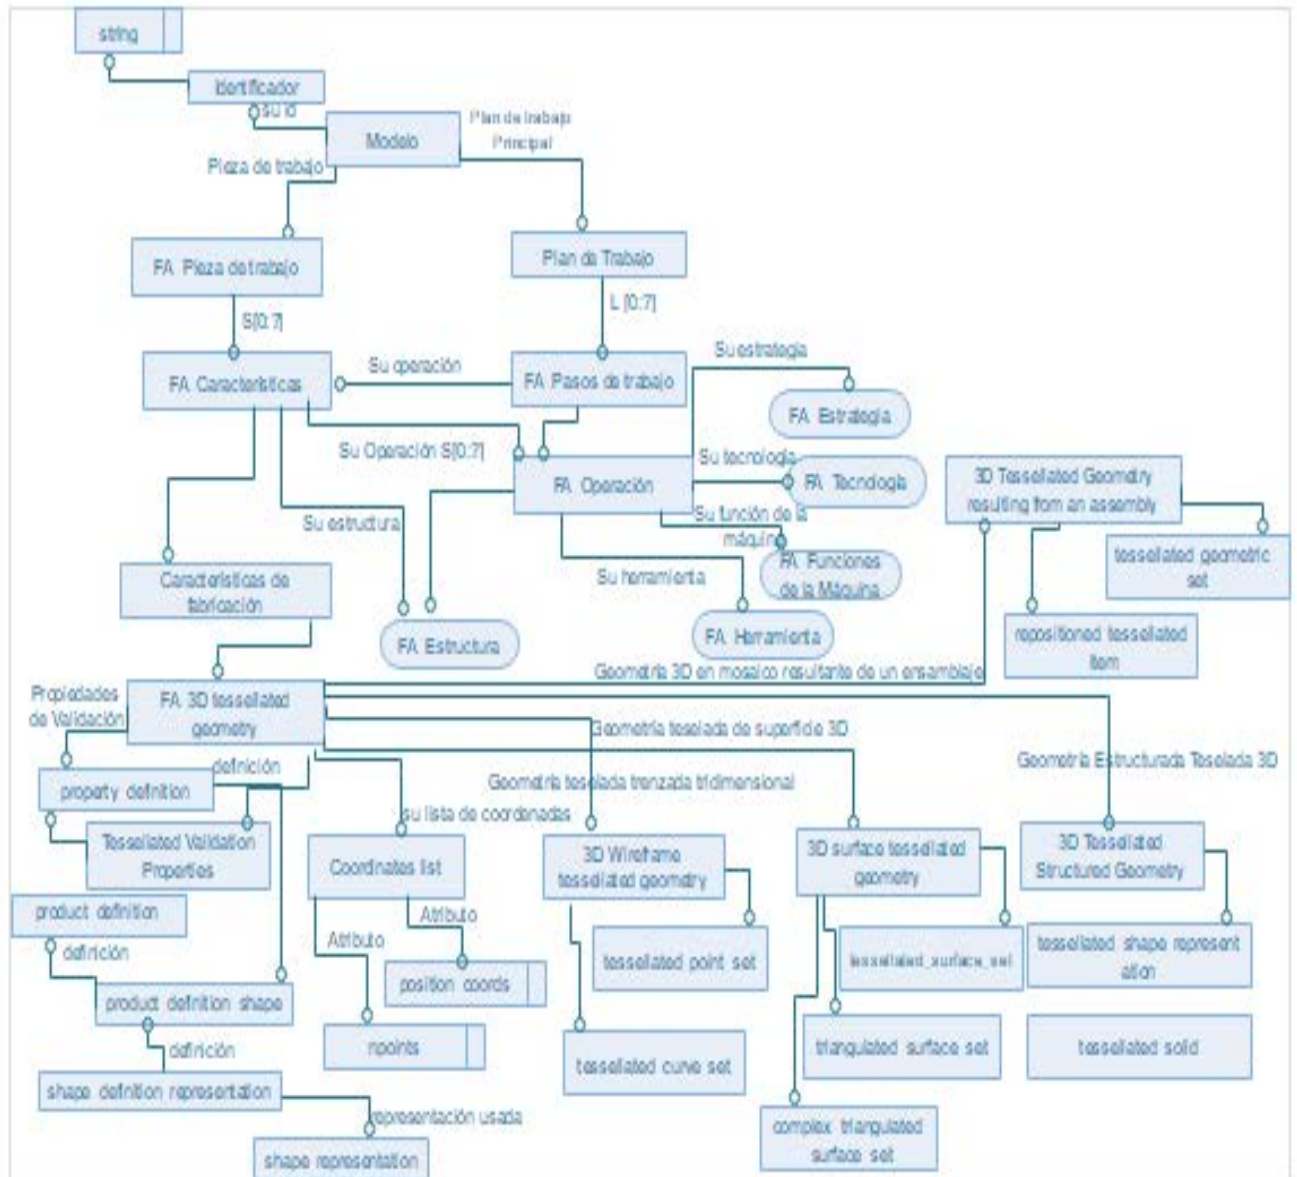 string
Identificador
su id
Modelo
Plan de trabajo
Principal
Pieza de trabajo
FA Pieza de trabajo
Plan de Trabajo
S[0:?]
L [0:?]
FA Características
Su operación
FA Pasos de trabajo
Su estrategia
FA Estrategia
Su Operación S[0:?]
FA Operación
Su tecnología
FA Tecnología
3D Tessellated Geometry
resulting from an assembly
Su estructura
Su función de la
máquina
FA Funciones
de la Máquina
tessellated geometric
set
Características de
fabricación
Su herramienta
FA Estructura
FA Herramienta
repositioned tessellated
item
Geometría 3D en mosaico resultante de un ensamblaje
Propiedades
de Validación
FA 3D tessellated
geometry
Geometría teselada de superficie 3D
Geometría Estructurada Teselada 3D
definición
property definition
Geometría teselada trenzada tridimensional
su lista de coordenadas
Tessellated Validation
Properties
Coordinates list
3D Wireframe
tessellated geometry
3D surface tessellated
geometry
3D Tessellated
Structured Geometry
product definition
definición
Atributo
Atributo
position coords
tessellated point set
tessellated_surface_set
tessellated shape represent
ation
product definition shape
npoints
definición
triangulated surface set
tessellated solid
tessellated curve set
shape definition representation
representación usada
complex triangulated
surface set
shape representation